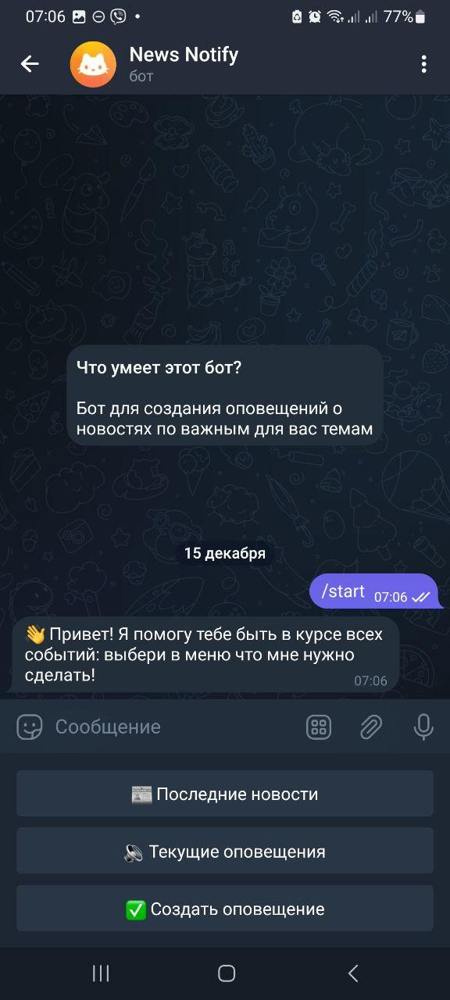 07:06
77%
News Notify
бот
Что умеет этот бот?
Бот для создания оповещений о
новостях по важным для вас темам
15 декабря
/start 07:06
👋 Привет! Я помогу тебе быть в курсе всех
событий: выбери в меню что мне нужно
сделать!
07:06
Сообщение
📰 Последние новости
🔊 Текущие оповещения
✅ Создать оповещение